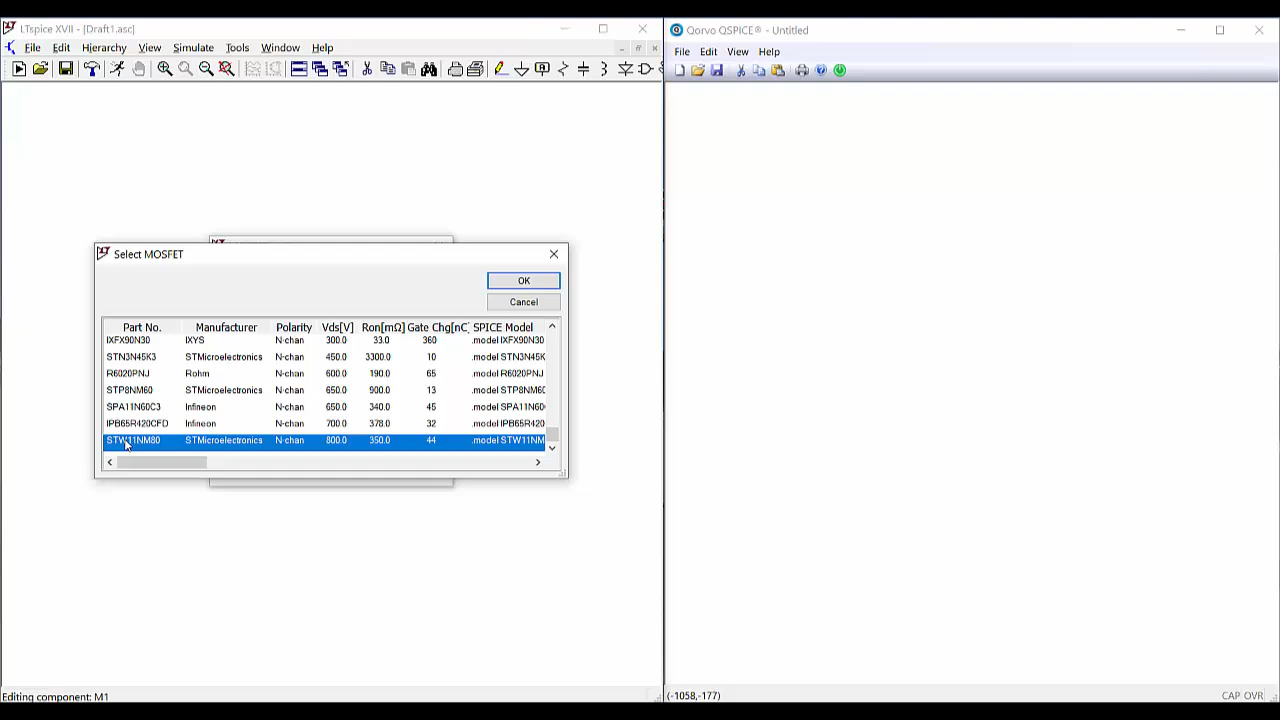 LTspice XVII - [Draft1.asc]
File Edit Hierarchy View Simulate Tools Window Help
Select MOSFET
OK
Cancel
Part No. Manufacturer Polarity Vds[V] Ron[mΩ] Gate Chg[nC] SPICE Model
IXFX90N30 IXYS N-chan 300.0 33.0 360 .model IXFX90N30
STN3N45K3 STMicroelectronics N-chan 450.0 3300.0 10 .model STN3N45K
R6020PNJ Rohm N-chan 600.0 190.0 65 .model R6020PNJ
STP8NM60 STMicroelectronics N-chan 650.0 900.0 13 .model STP8NM60
SPA11N60C3 Infineon N-chan 650.0 340.0 45 .model SPA11N60
IPB65R420CFD Infineon N-chan 700.0 378.0 32 .model IPB65R420
STW11NM80 STMicroelectronics N-chan 800.0 350.0 44 .model STW11NM
Editing component: M1
Qorvo QSPICE® - Untitled
File Edit View Help
(-1058,-177)
CAP OVR